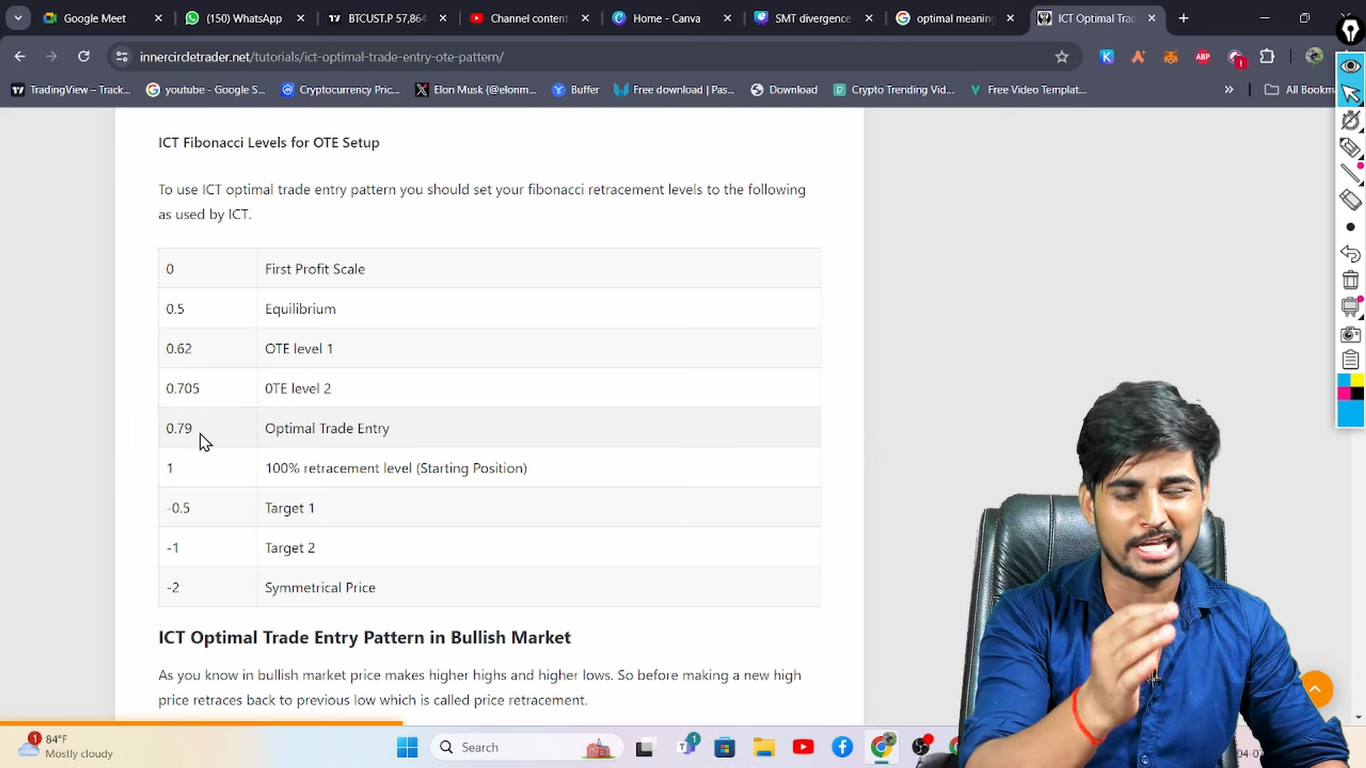 Google Meet
(150) WhatsApp
BTCUST.P 57,864
Channel content
Home - Canva
SMT divergence
optimal meaning
ICT Optimal Trad
innercircletrader.net/tutorials/ict-optimal-trade-entry-ote-pattern/
K
ABP
TradingView – Track...
youtube - Google S...
Cryptocurrency Pric...
Elon Musk (@elonm...
Buffer
Free download | Pas...
Download
Crypto Trending Vid...
Free Video Templat...
»
All Bookm
ICT Fibonacci Levels for OTE Setup
To use ICT optimal trade entry pattern you should set your fibonacci retracement levels to the following
as used by ICT.
0 First Profit Scale
0.5 Equilibrium
0.62 OTE level 1
0.705 0TE level 2
0.79 Optimal Trade Entry
1 100% retracement level (Starting Position)
-0.5 Target 1
-1 Target 2
-2 Symmetrical Price
ICT Optimal Trade Entry Pattern in Bullish Market
As you know in bullish market price makes higher highs and higher lows. So before making a new high
price retraces back to previous low which is called price retracement.
1
84°F
Mostly cloudy
Search
1